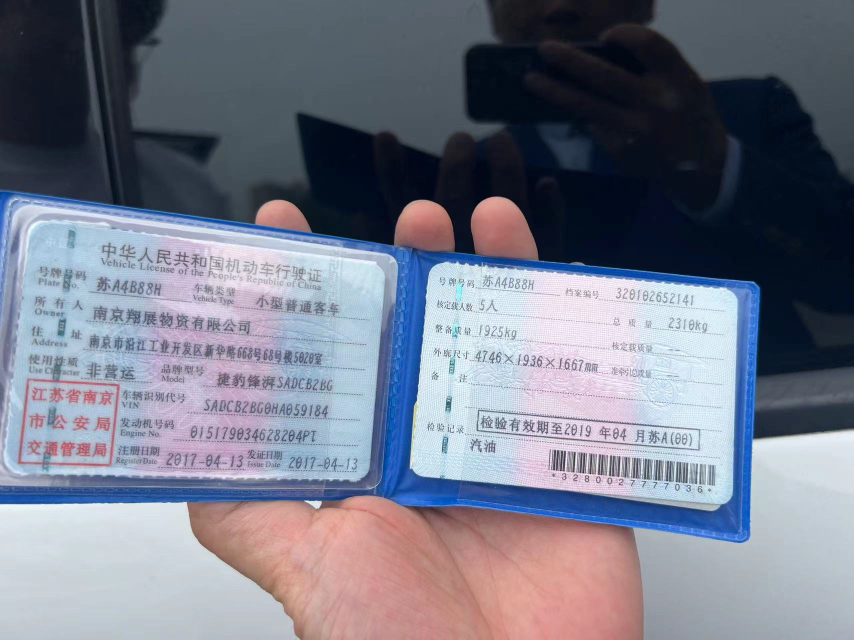 中华人民共和国机动车行驶证
Vehicle License of the People's Republic of China
号牌号码 苏A4B88H 车辆类型 小型普通客车
Plate No. Vehicle Type
所有人 南京翔展物资有限公司
Owner
住址 南京市沿江工业开发区新华路668号68号楼5020室
Address
使用性质 非营运 品牌型号 捷豹锋湃SADCB2BG
Use Character Model
江苏省南京
市公安局
交通管理局
车辆识别代号 SADCB2BG0HA059184
VIN
发动机号码 015179034628204PT
Engine No.
注册日期 2017-04-13 发证日期 2017-04-13
Register Date Issue Date
号牌号码 苏A4B88H 档案编号 320102652141
核定载人数 5人 总质量 2310kg
整备质量 1925kg 核定载质量 --
外廓尺寸 4746×1936×1667mm 准牵引总质量 --
备注
检验记录 检验有效期至2019 年04 月苏A(00)
汽油
*3280027777036*